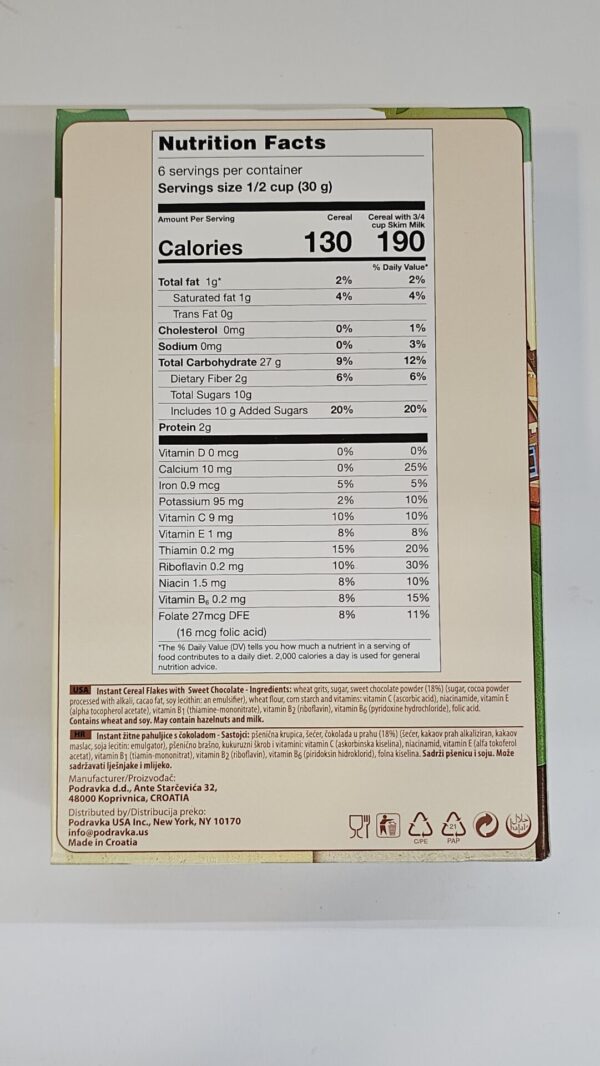 Nutrition Facts
6 servings per container
Servings size 1/2 cup (30 g)
Amount Per Serving Cereal Cereal with 3/4 cup Skim Milk
Calories 130 190
% Daily Value*
Total fat 1g* 2% 2%
Saturated fat 1g 4% 4%
Trans Fat 0g
Cholesterol 0mg 0% 1%
Sodium 0mg 0% 3%
Total Carbohydrate 27 g 9% 12%
Dietary Fiber 2g 6% 6%
Total Sugars 10g
Includes 10 g Added Sugars 20% 20%
Protein 2g
Vitamin D 0 mcg 0% 0%
Calcium 10 mg 0% 25%
Iron 0.9 mcg 5% 5%
Potassium 95 mg 2% 10%
Vitamin C 9 mg 10% 10%
Vitamin E 1 mg 8% 8%
Thiamin 0.2 mg 15% 20%
Riboflavin 0.2 mg 10% 30%
Niacin 1.5 mg 8% 10%
Vitamin B6 0.2 mg 8% 15%
Folate 27mcg DFE 8% 11%
(16 mcg folic acid)
*The % Daily Value (DV) tells you how much a nutrient in a serving of
food contributes to a daily diet. 2,000 calories a day is used for general
nutrition advice.
USA Instant Cereal Flakes with Sweet Chocolate - Ingredients: wheat grits, sugar, sweet chocolate powder (18%) (sugar, cocoa powder
processed with alkali, cacao fat, soy lecithin: an emulsifier), wheat flour, corn starch and vitamins: vitamin C (ascorbic acid), niacinamide, vitamin E
(alpha tocopherol acetate), vitamin B1 (thiamine-mononitrate), vitamin B2 (riboflavin), vitamin B6 (pyridoxine hydrochloride), folic acid.
Contains wheat and soy. May contain hazelnuts and milk.
HR Instant žitne pahuljice s čokoladom - Sastojci: pšenična krupica, šećer, čokolada u prahu (18%) (šećer, kakaov prah alkaliziran, kakaov
maslac, soja lecitin: emulgator), pšenično brašno, kukuruzni škrob i vitamini: vitamin C (askorbinska kiselina), niacinamid, vitamin E (alfa tokoferol
acetat), vitamin B1 (tiamin-mononitrat), vitamin B2 (riboflavin), vitamin B6 (piridoksin hidroklorid), folna kiselina. Sadrži pšenicu i soju. Može
sadržavati lješnjake i mlijeko.
Manufacturer/Proizvođač:
Podravka d.d., Ante Starčevića 32,
48000 Koprivnica, CROATIA
Distributed by/Distribucija preko:
Podravka USA Inc., New York, NY 10170
info@podravka.us
Made in Croatia
C/PE
21
PAP
حلال
halal